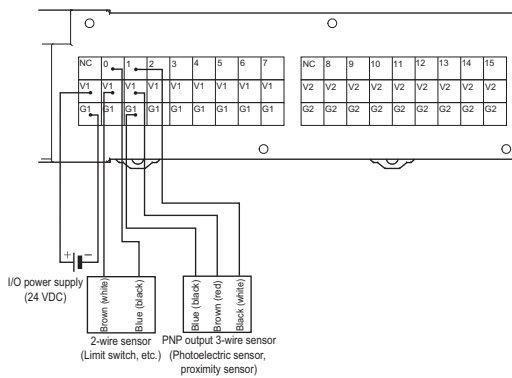 NC 0 1 2 3 4 5 6 7 NC 8 9 10 11 12 13 14 15
V1 V1 V1 V1 V1 V1 V1 V1 V1 V2 V2 V2 V2 V2 V2 V2 V2 V2
G1 G1 G1 G1 G1 G1 G1 G1 G1 G2 G2 G2 G2 G2 G2 G2 G2 G2
+ −
I/O power supply
(24 VDC)
Brown (white)
Blue (black)
Blue (black)
Brown (red)
Black (white)
2-wire sensor
(Limit switch, etc.)
PNP output 3-wire sensor
(Photoelectric sensor,
proximity sensor)